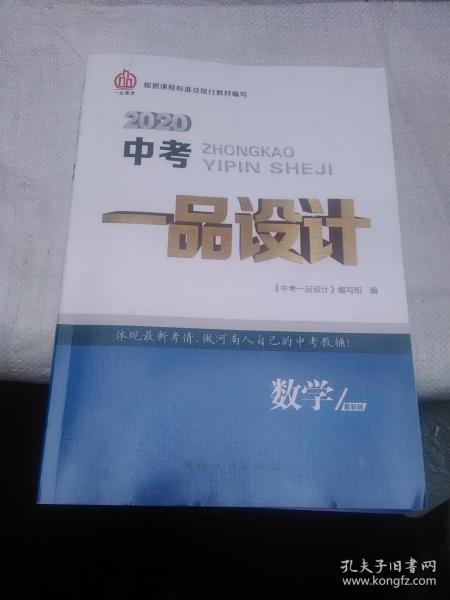 一品教育
根据课程标准及现行教材编写
2020
中考
ZHONGKAO
YIPIN SHEJI
一品设计
《中考一品设计》编写组 编
体现最新考情，做河南人自己的中考教辅！
数学/最新版
孔夫子旧书网
www.kongfz.com